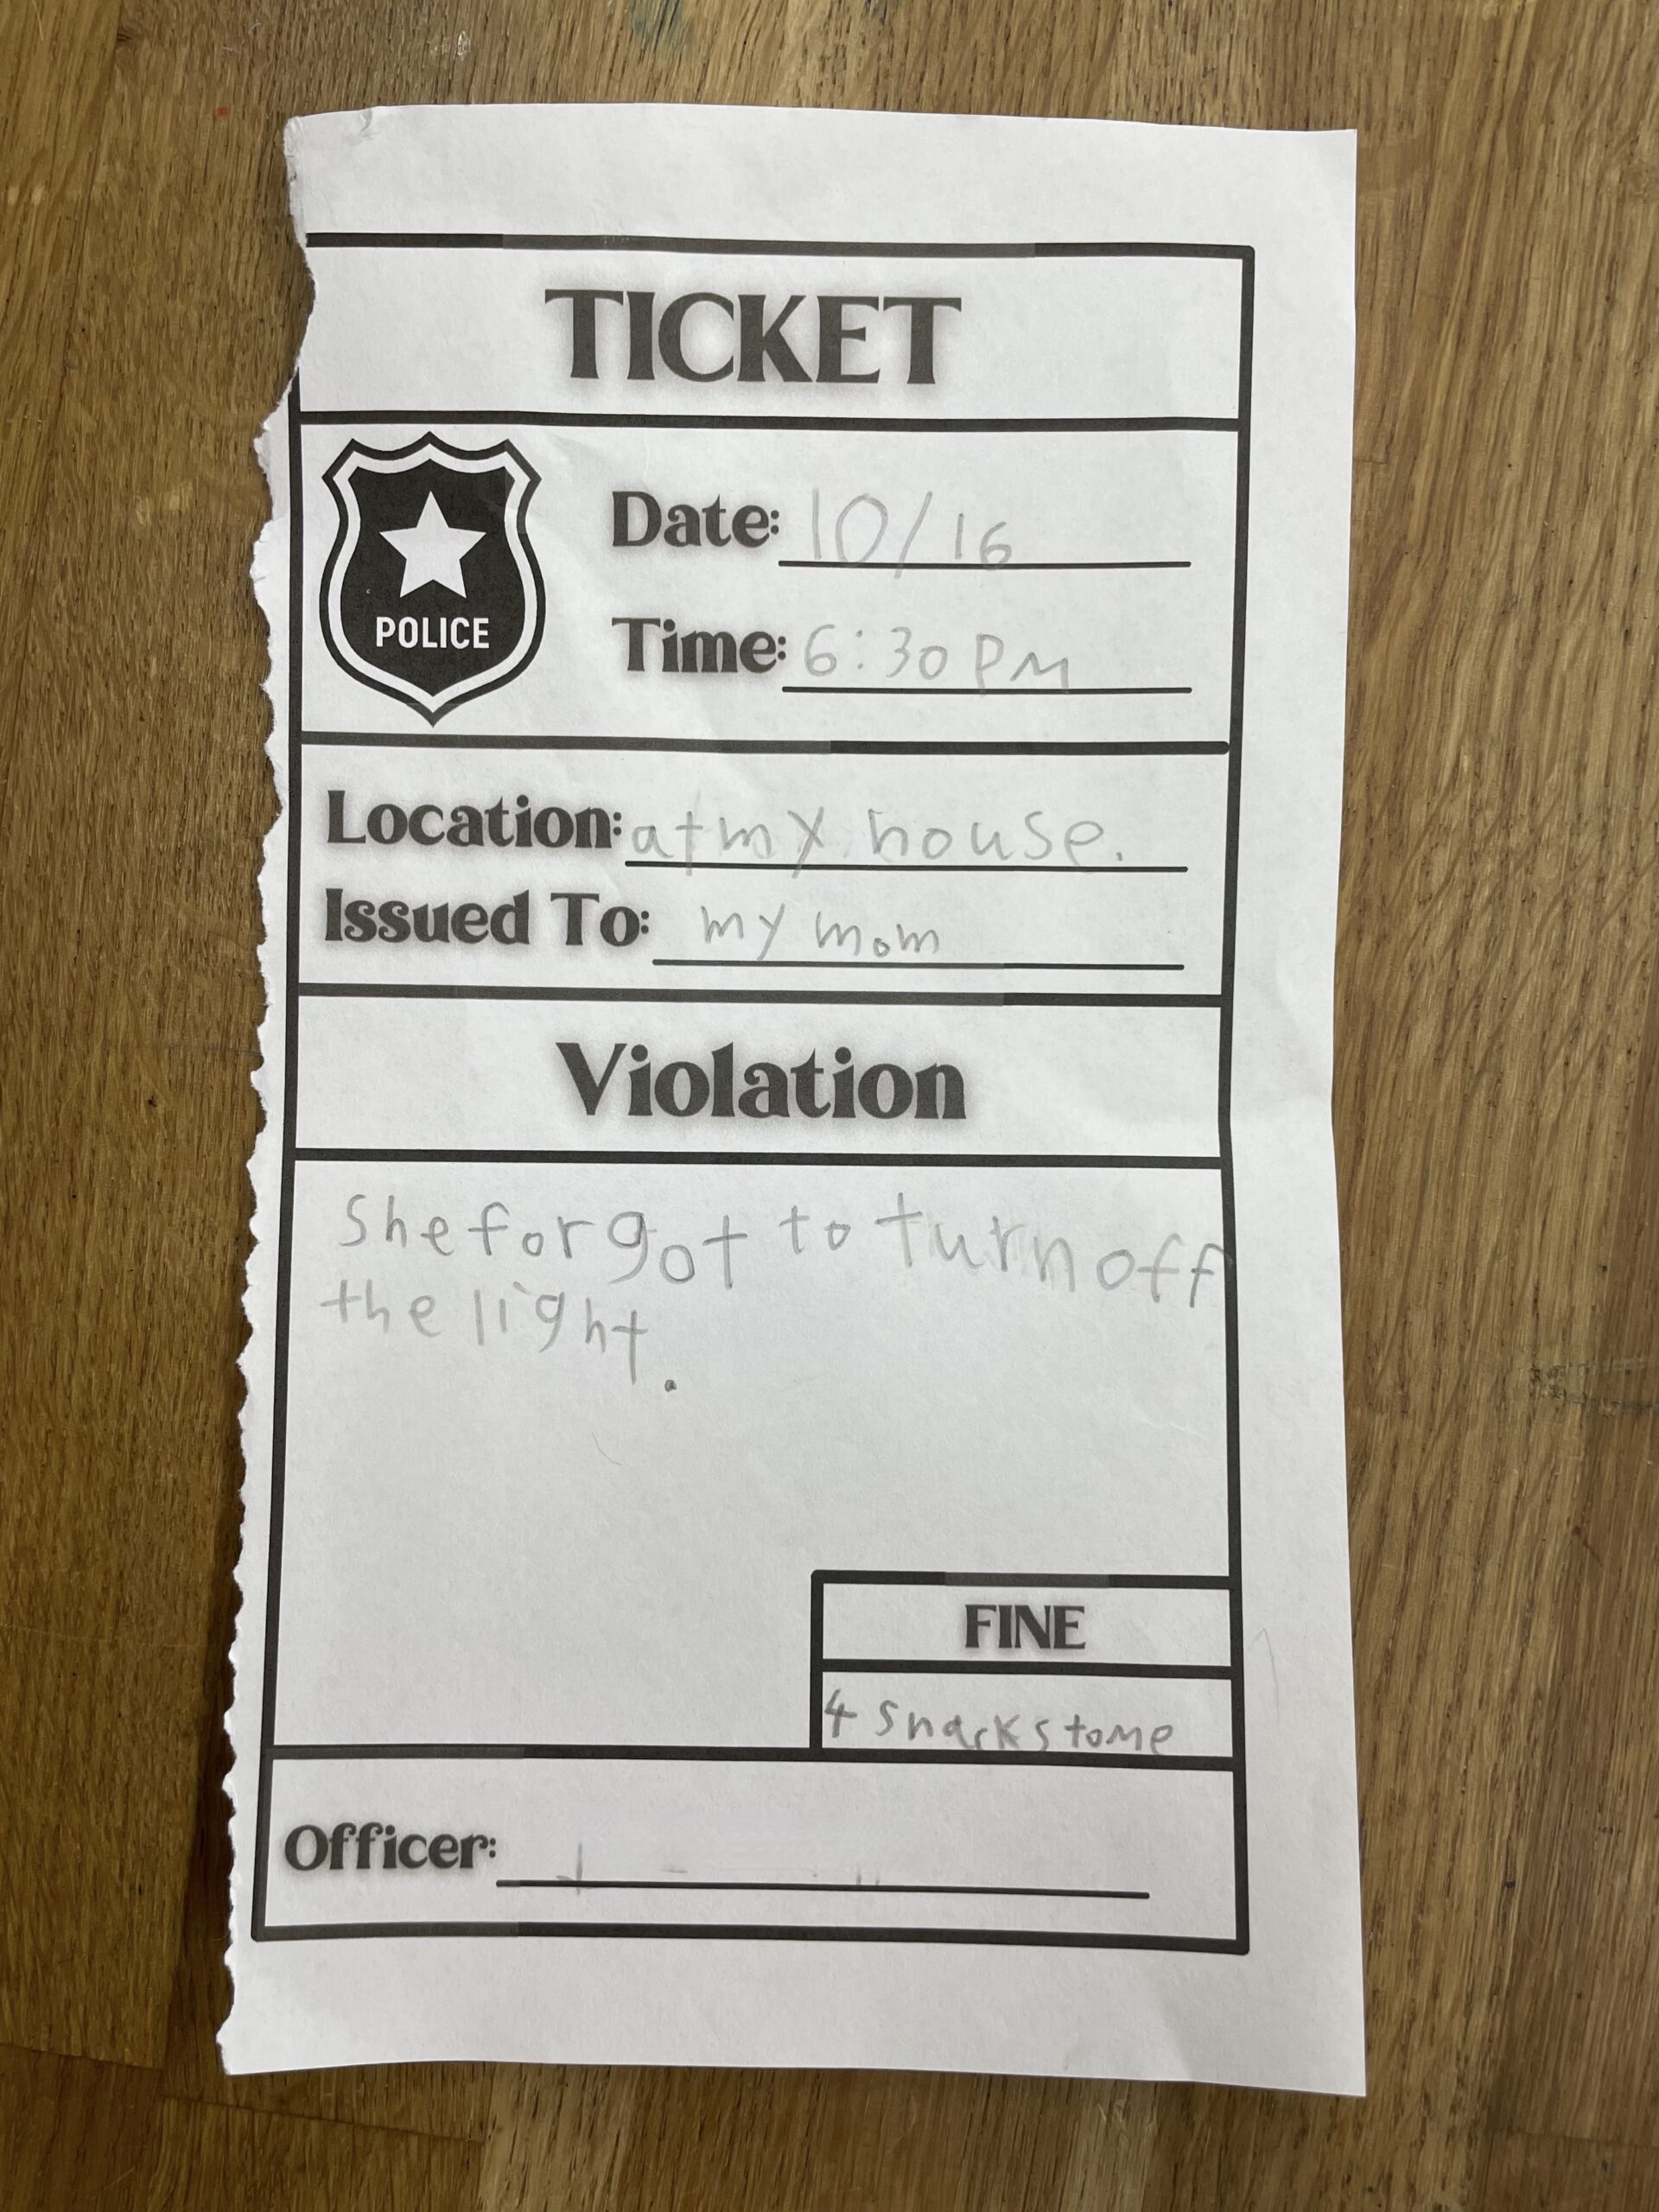 TICKET
POLICE
Date: 10/16
Time: 6:30 PM
Location: at my house.
Issued To: my mom
Violation
She forgot to turn off
the light.
FINE
4 snacks to me
Officer: